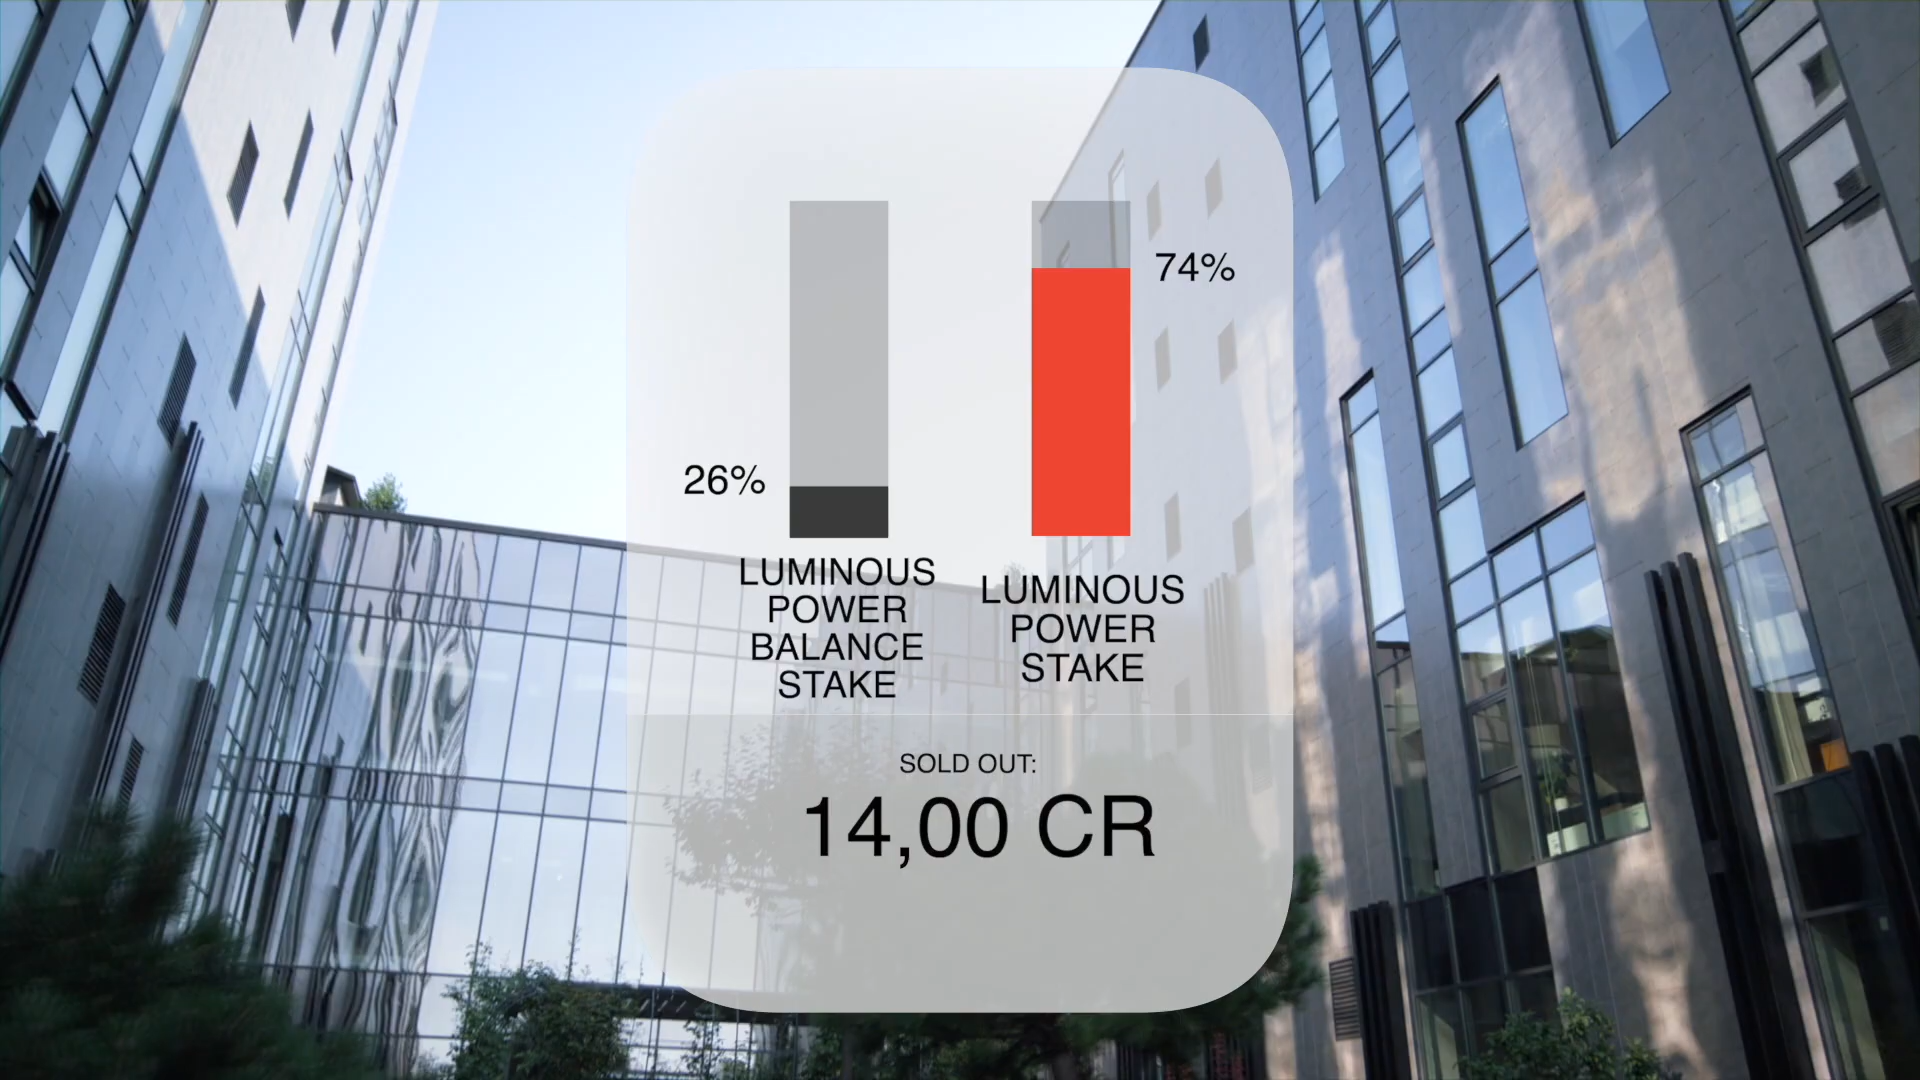 74%
26%
LUMINOUS
POWER
BALANCE
STAKE
LUMINOUS
POWER
STAKE
SOLD OUT:
14,00 CR